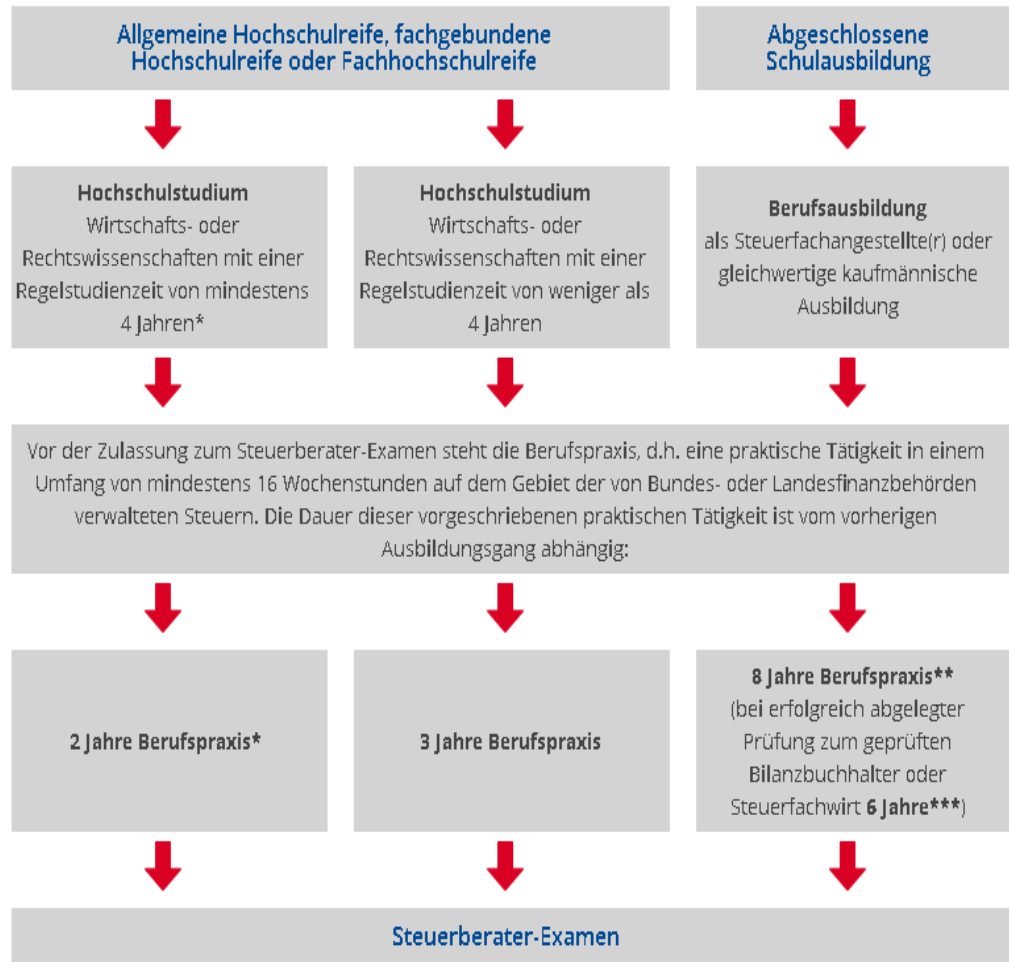 Allgemeine Hochschulreife, fachgebundene
Hochschulreife oder Fachhochschulreife
Abgeschlossene
Schulausbildung
Hochschulstudium
Wirtschafts- oder
Rechtswissenschaften mit einer
Regelstudienzeit von mindestens
4 Jahren*
Hochschulstudium
Wirtschafts- oder
Rechtswissenschaften mit einer
Regelstudienzeit von weniger als
4 Jahren
Berufsausbildung
als Steuerfachangestellte(r) oder
gleichwertige kaufmännische
Ausbildung
Vor der Zulassung zum Steuerberater-Examen steht die Berufspraxis, d.h. eine praktische Tätigkeit in einem
Umfang von mindestens 16 Wochenstunden auf dem Gebiet der von Bundes- oder Landesfinanzbehörden
verwalteten Steuern. Die Dauer dieser vorgeschriebenen praktischen Tätigkeit ist vom vorherigen
Ausbildungsgang abhängig:
2 Jahre Berufspraxis*
3 Jahre Berufspraxis
8 Jahre Berufspraxis**
(bei erfolgreich abgelegter
Prüfung zum geprüften
Bilanzbuchhalter oder
Steuerfachwirt 6 Jahre***)
Steuerberater-Examen